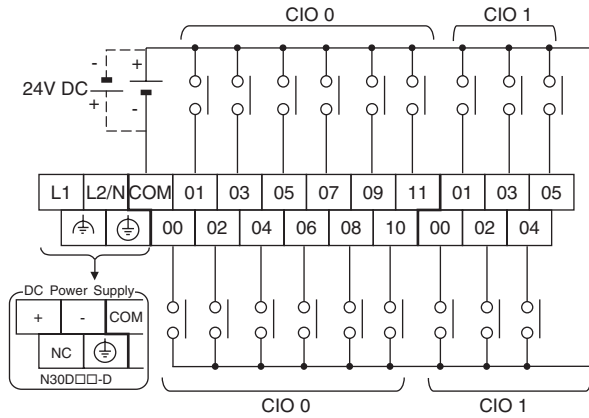 CIO 0 CIO 1
- +
24V DC
+ -
L1 L2/N COM 01 03 05 07 09 11 01 03 05
00 02 04 06 08 10 00 02 04
DC Power Supply
+ - COM
NC
N30D□□-D
CIO 0 CIO 1